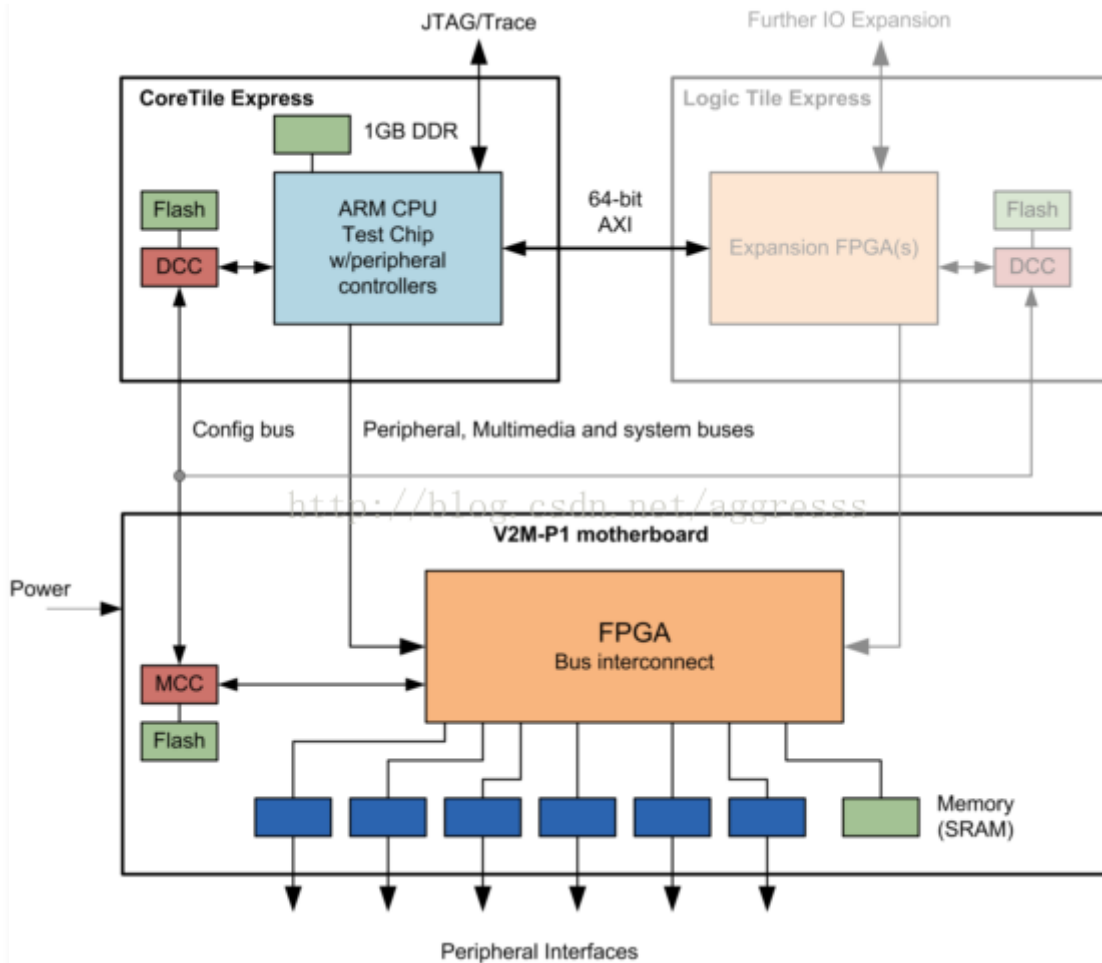 JTAG/Trace
Further IO Expansion
CoreTile Express
Logic Tile Express
1GB DDR
Flash
DCC
ARM CPU
Test Chip
w/peripheral
controllers
64-bit
AXI
Expansion FPGA(s)
Flash
DCC
Config bus
Peripheral, Multimedia and system buses
http://blog.csdn.net/aggresss
V2M-P1 motherboard
Power
FPGA
Bus interconnect
MCC
Flash
Memory
(SRAM)
Peripheral Interfaces